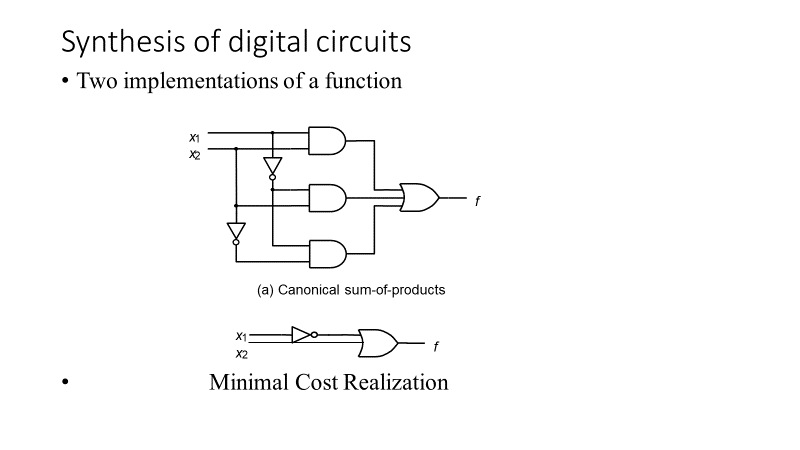 Synthesis of digital circuits
• Two implementations of a function
x1
x2
f
(a) Canonical sum-of-products
x1
x2
f
• Minimal Cost Realization